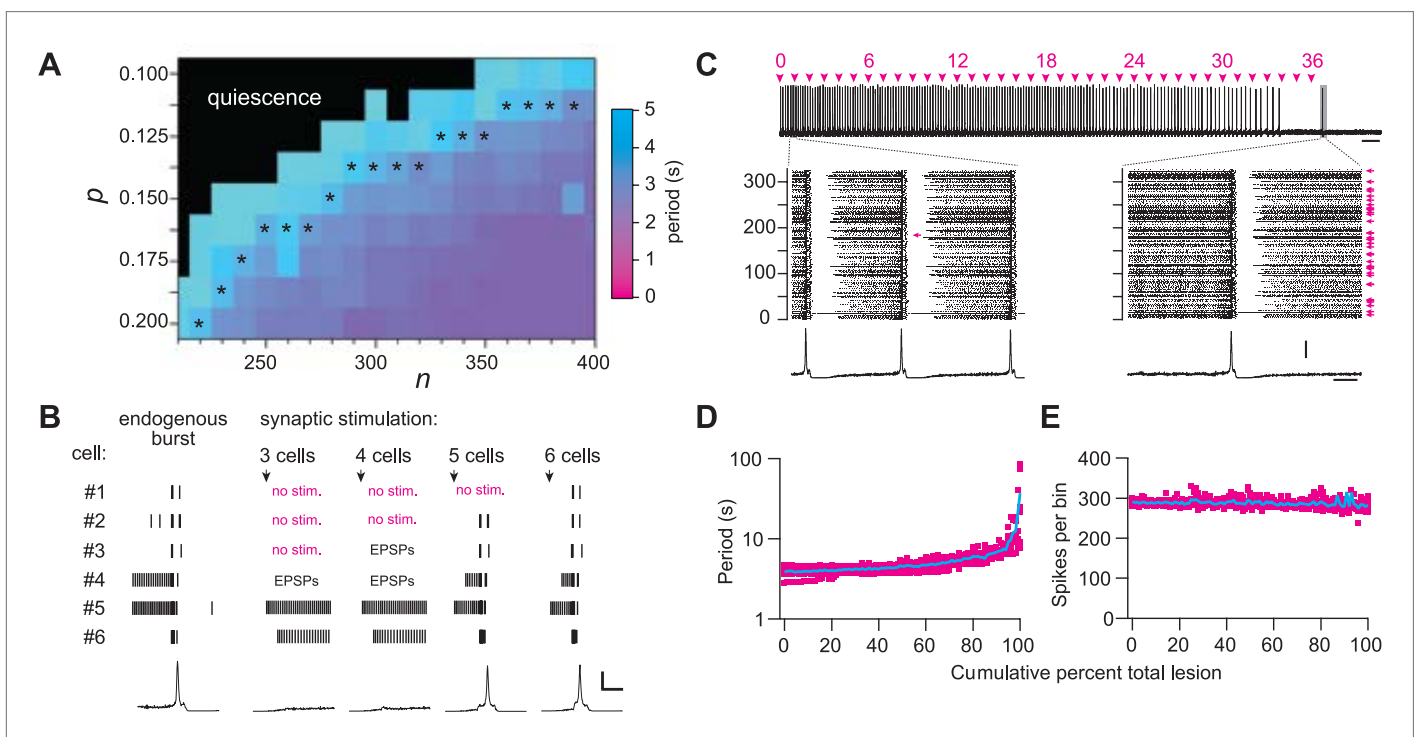 A
0.100
0.125
0.150
0.175
0.200
p
quiescence
* * * *
* * *
* * * *
*
* * *
*
*
*
250 300 350 400
n
5
4
3
2
1
0
period (s)
B
endogenous burst
synaptic stimulation:
cell: 3 cells 4 cells 5 cells 6 cells
#1 no stim. no stim. no stim.
#2 no stim. no stim.
#3 no stim. EPSPs
#4 EPSPs EPSPs
#5
#6
C
0 6 12 18 24 30 36
300
200
100
0
D
100
10
1
Period (s)
0 20 40 60 80 100
E
400
300
200
100
0
Spikes per bin
0 20 40 60 80 100
Cumulative percent total lesion